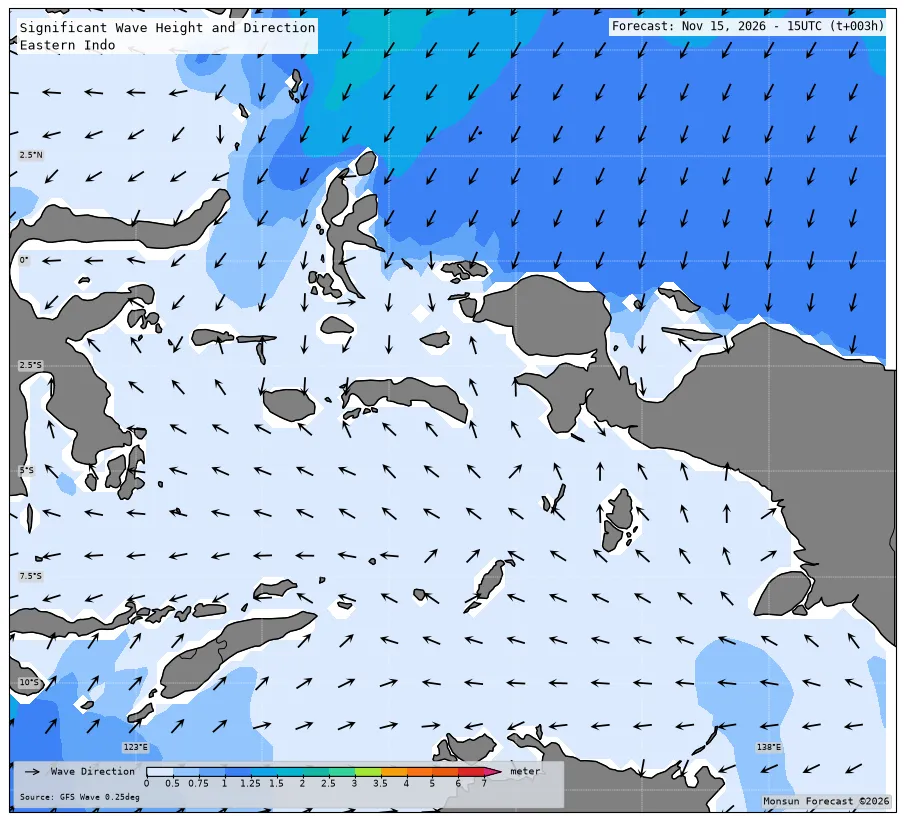 Significant Wave Height and Direction
Eastern Indo
Forecast: Nov 15, 2026 - 15UTC (t+003h)
2.5°N
0°
2.5°S
5°S
7.5°S
10°S
123°E
138°E
Wave Direction
meter
0 0.5 0.75 1 1.25 1.5 2 2.5 3 3.5 4 5 6 7
Source: GFS Wave 0.25deg
Monsun Forecast ©2026